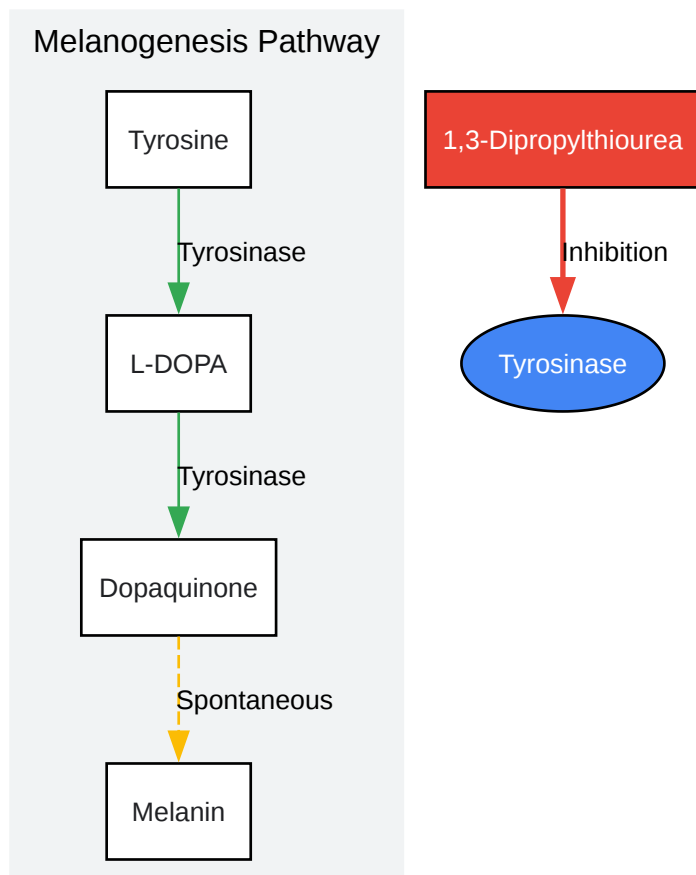 Melanogenesis Pathway
Tyrosine
Tyrosinase
L-DOPA
Tyrosinase
Dopaquinone
Spontaneous
Melanin
1,3-Dipropylthiourea
Inhibition
Tyrosinase